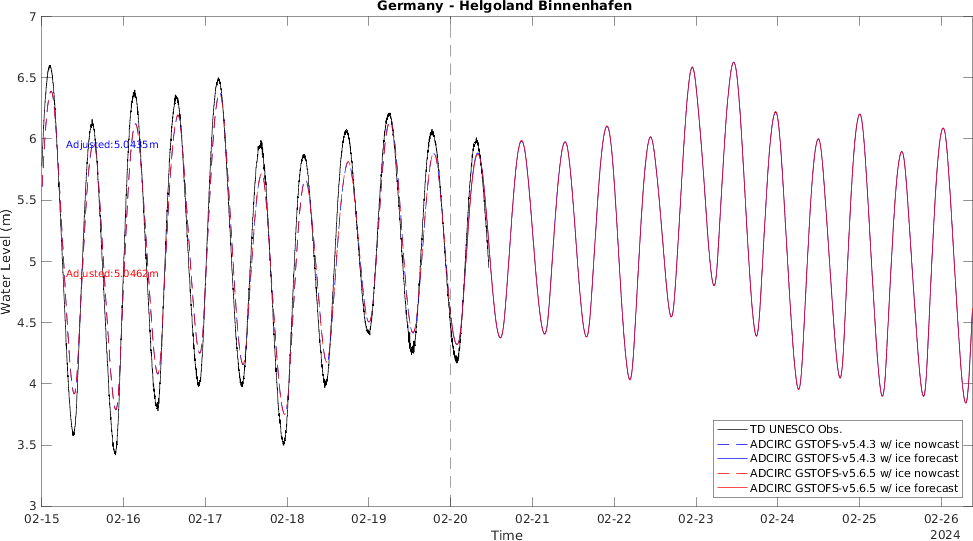 Germany - Helgoland Binnenhafen
7
6.5
6
5.5
5
4.5
4
3.5
3
Water Level (m)
Adjusted:5.0435m
Adjusted:5.0462m
TD UNESCO Obs.
ADCIRC GSTOFS-v5.4.3 w/ ice nowcast
ADCIRC GSTOFS-v5.4.3 w/ ice forecast
ADCIRC GSTOFS-v5.6.5 w/ ice nowcast
ADCIRC GSTOFS-v5.6.5 w/ ice forecast
02-15 02-16 02-17 02-18 02-19 02-20 02-21 02-22 02-23 02-24 02-25 02-26
Time
2024